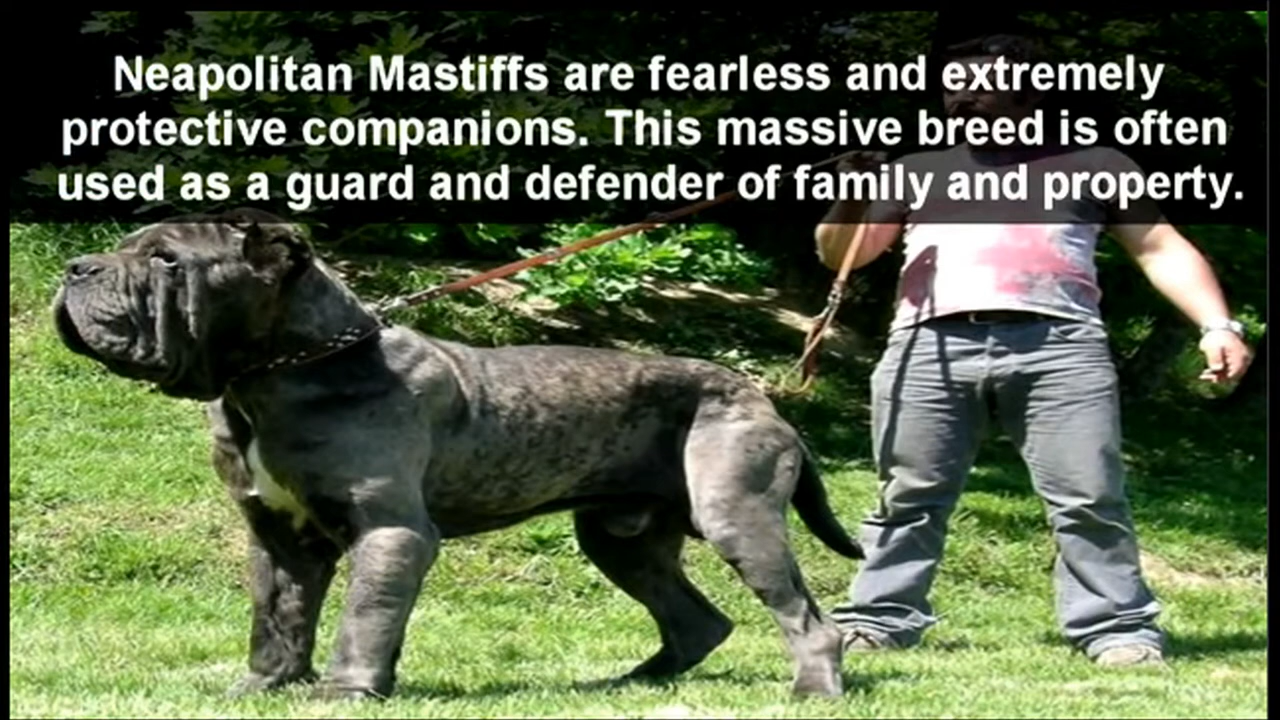 Neapolitan Mastiffs are fearless and extremely
protective companions. This massive breed is often
used as a guard and defender of family and property.